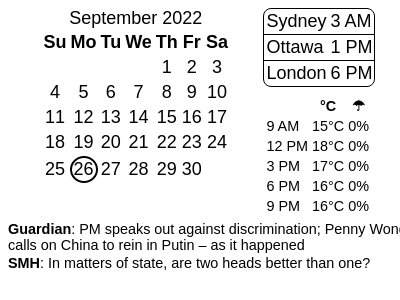 September 2022
Su Mo Tu We Th Fr Sa
1 2 3
4 5 6 7 8 9 10
11 12 13 14 15 16 17
18 19 20 21 22 23 24
25 26 27 28 29 30
Sydney 3 AM
Ottawa 1 PM
London 6 PM
°C ☂
9 AM 15°C 0%
12 PM 18°C 0%
3 PM 17°C 0%
6 PM 16°C 0%
9 PM 16°C 0%
Guardian: PM speaks out against discrimination; Penny Wong
calls on China to rein in Putin – as it happened
SMH: In matters of state, are two heads better than one?